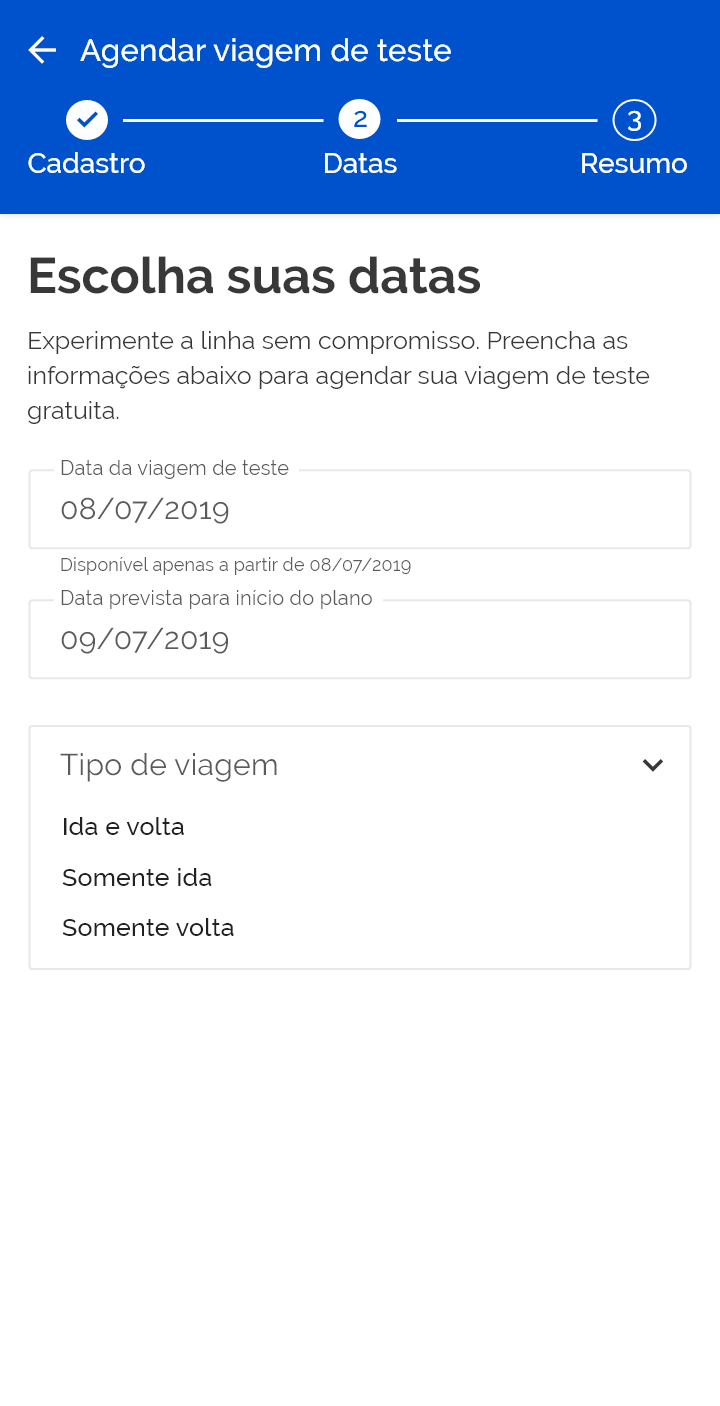 Agendar viagem de teste
2
3
Cadastro
Datas
Resumo
Escolha suas datas
Experimente a linha sem compromisso. Preencha as
informações abaixo para agendar sua viagem de teste
gratuita.
Data da viagem de teste
08/07/2019
Disponível apenas a partir de 08/07/2019
Data prevista para início do plano
09/07/2019
Tipo de viagem
Ida e volta
Somente ida
Somente volta